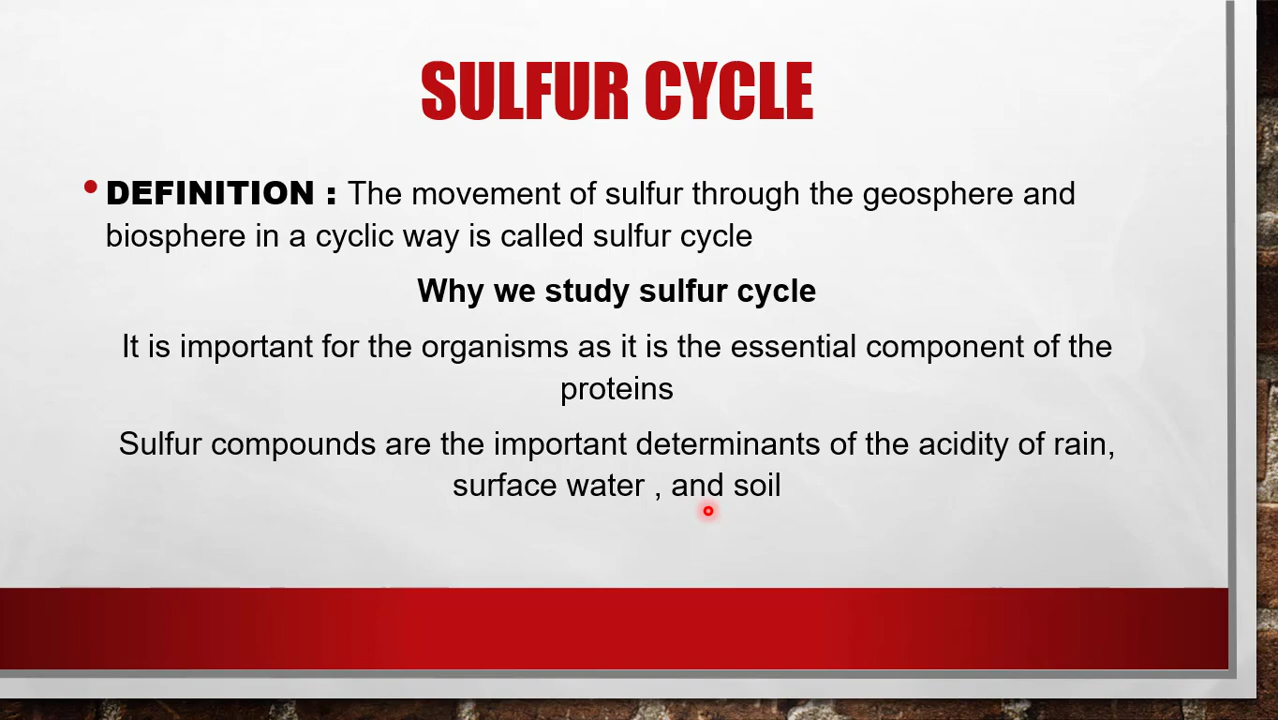 SULFUR CYCLE
• DEFINITION : The movement of sulfur through the geosphere and
biosphere in a cyclic way is called sulfur cycle
Why we study sulfur cycle
It is important for the organisms as it is the essential component of the
proteins
Sulfur compounds are the important determinants of the acidity of rain,
surface water , and soil